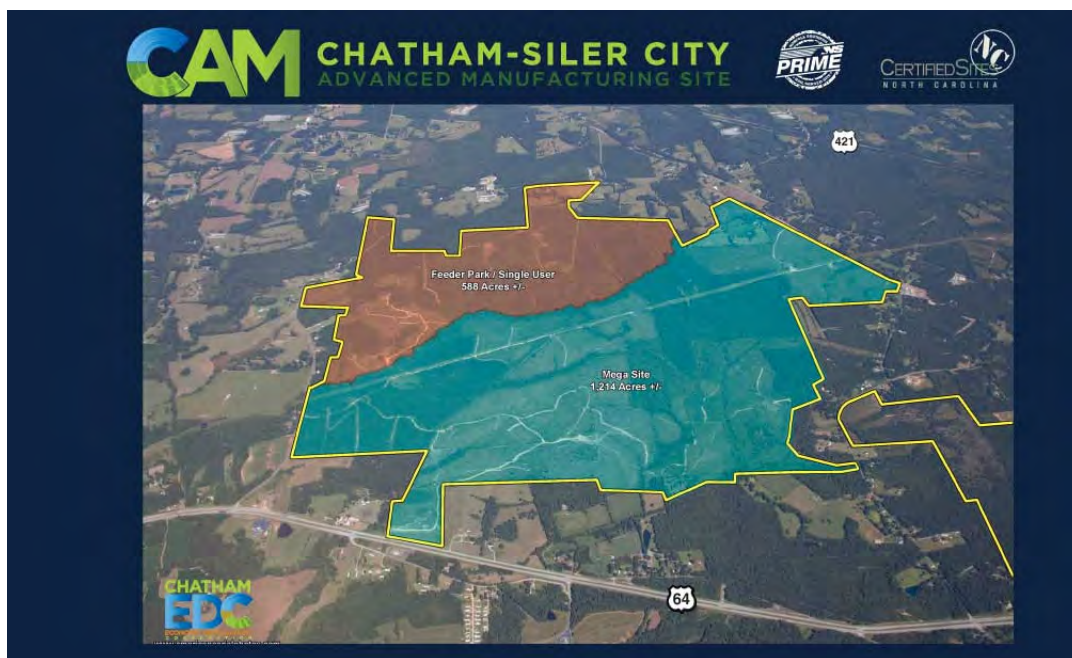 CAM CHATHAM-SILER CITY
ADVANCED MANUFACTURING SITE
NS
PRIME
NC
CERTIFIEDSITES
NORTH CAROLINA
421
Feeder Park / Single User
588 Acres +/-
Mega Site
1,214 Acres +/-
64
CHATHAM
EDC